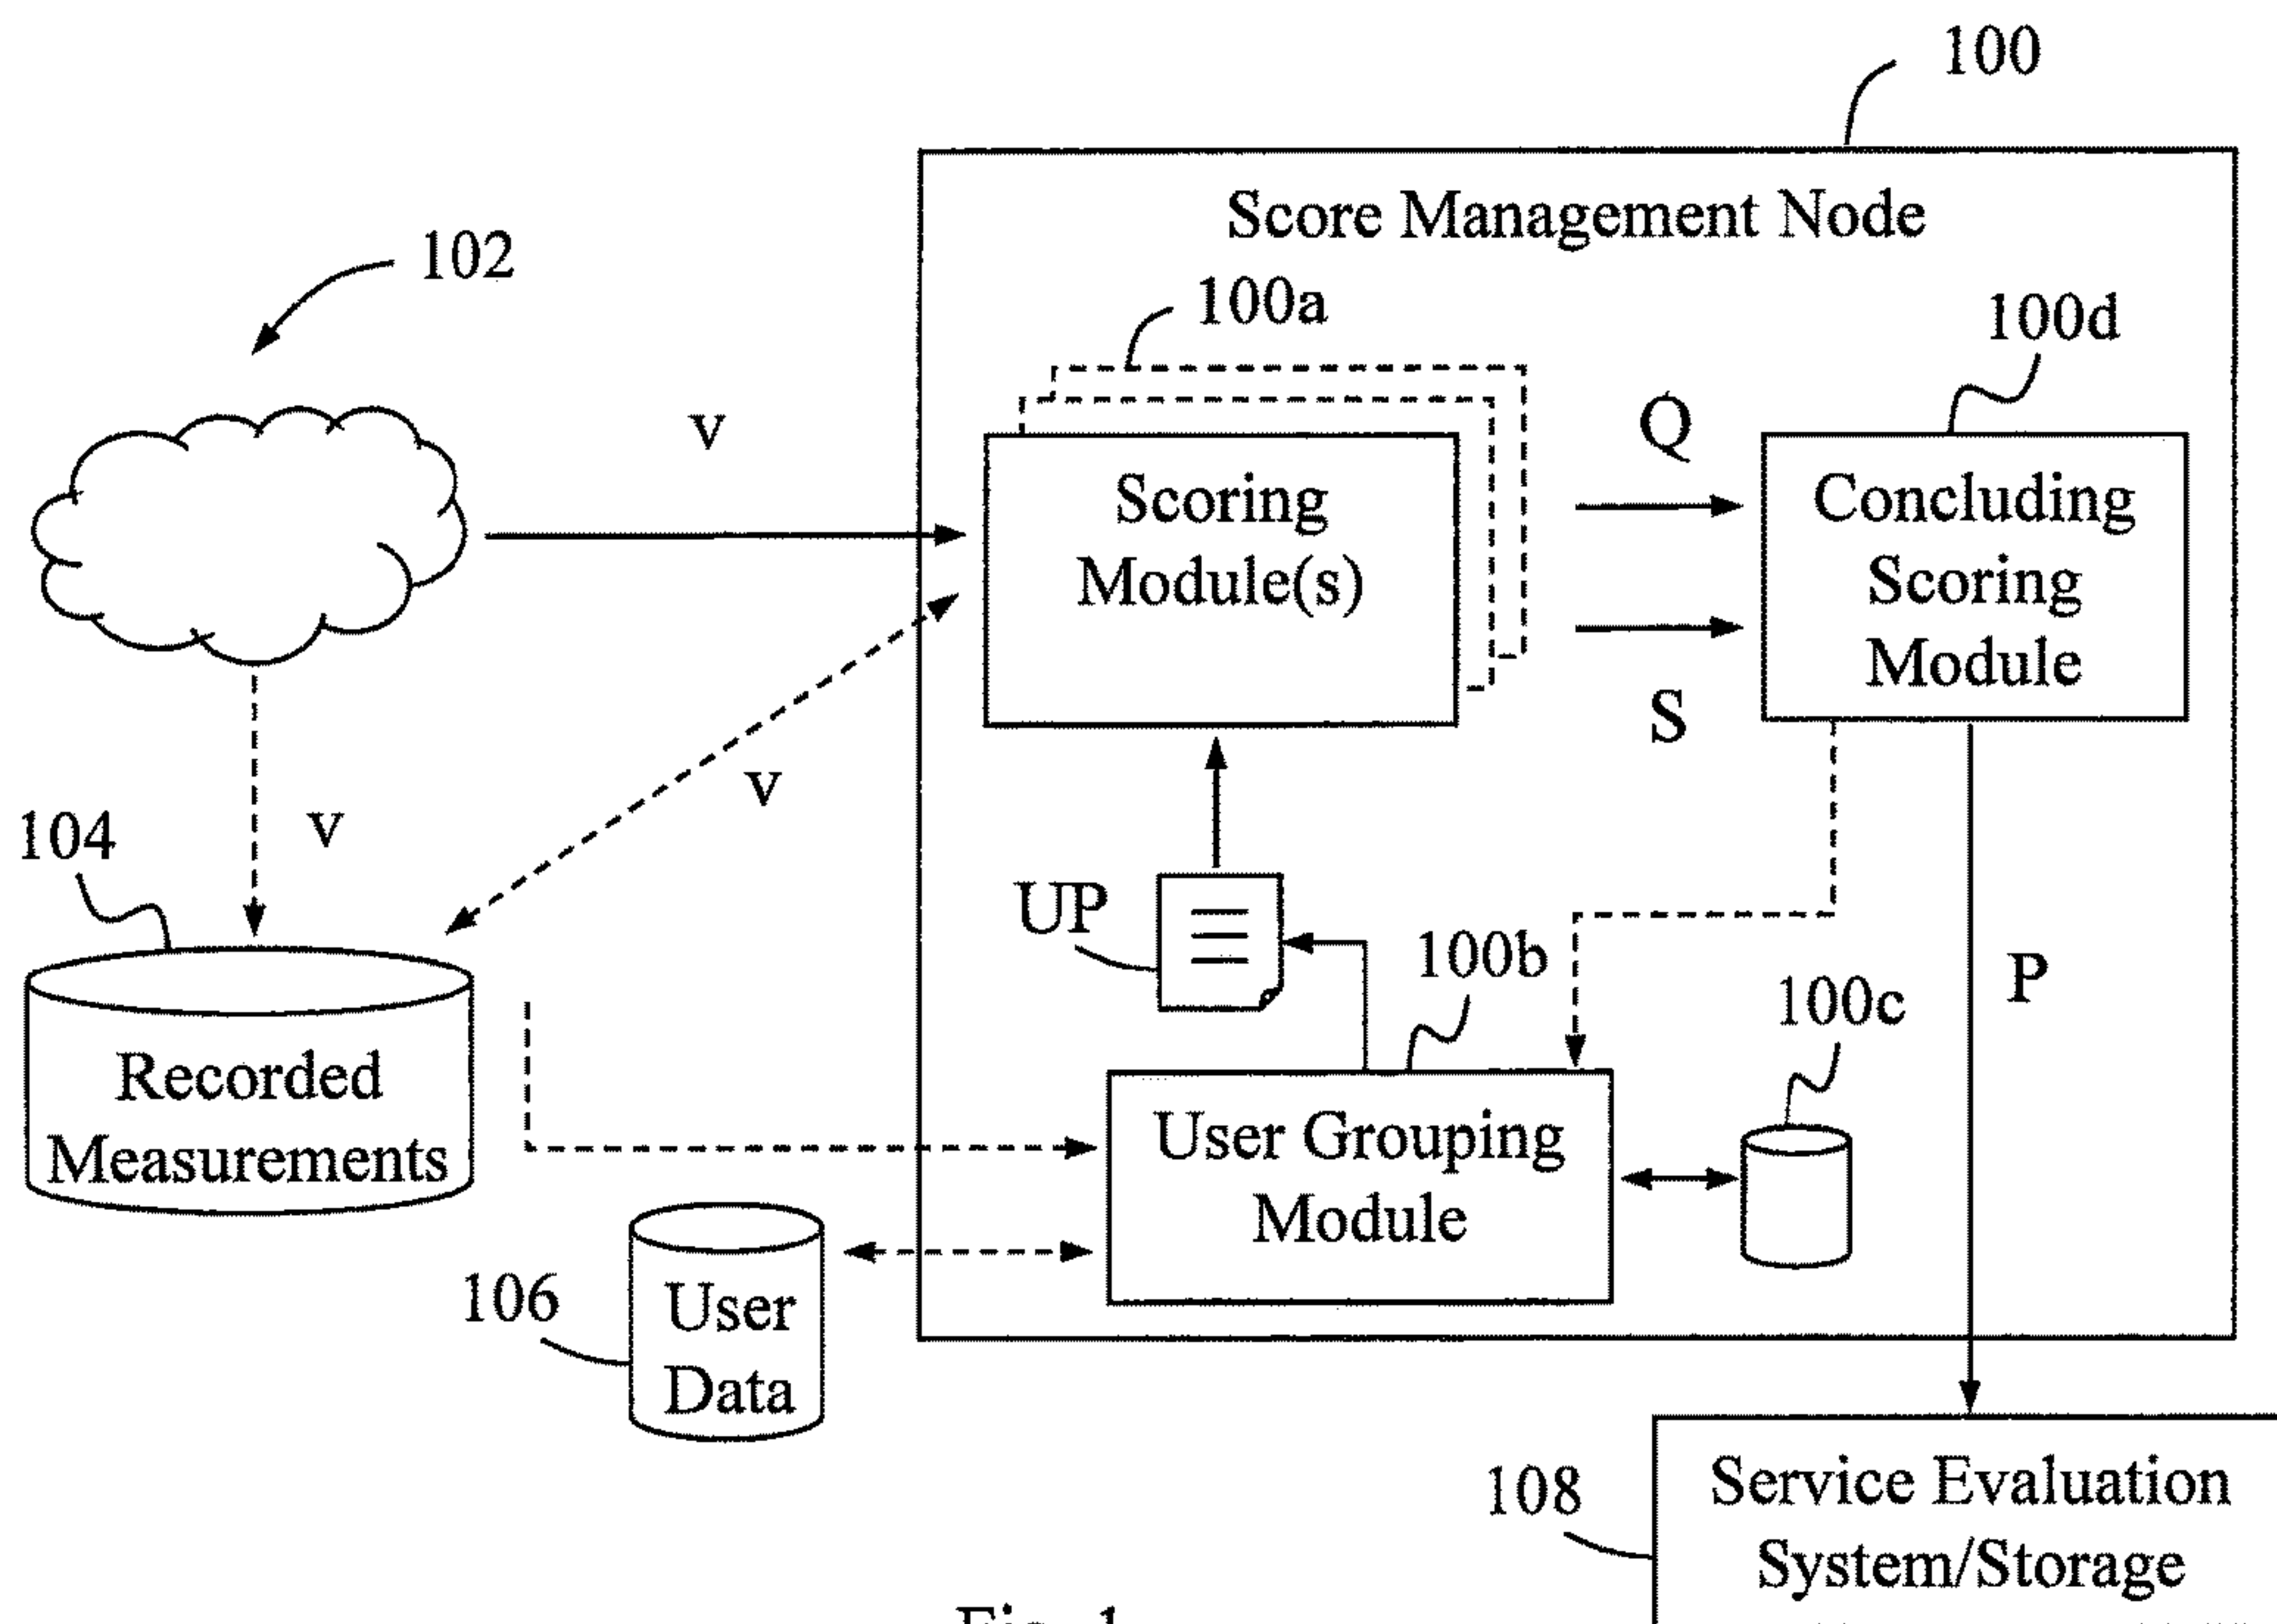 100
Score Management Node
102
100a
100d
v
Q
Scoring
Module(s)
Concluding
Scoring
Module
S
v
v
104
UP
100b
P
100c
Recorded
Measurements
User Grouping
Module
106
User
Data
108
Service Evaluation
System/Storage